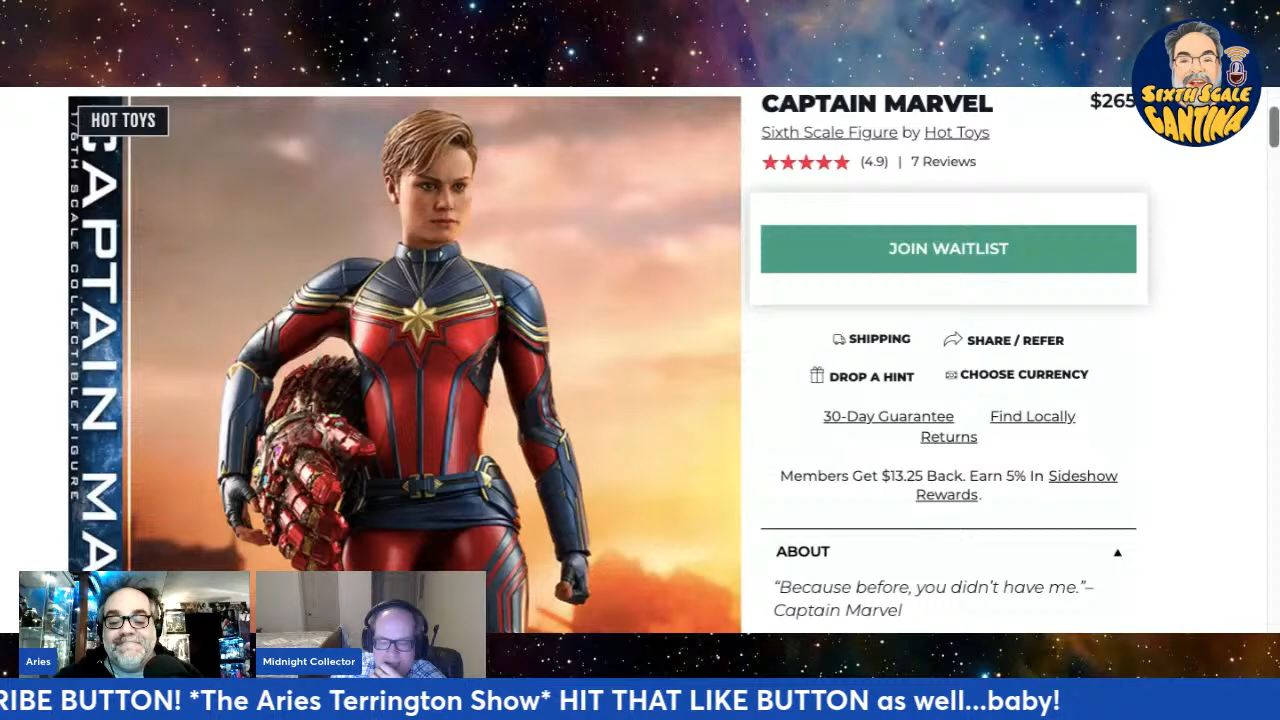 HOT TOYS
CAPTAIN MA
1/6TH SCALE COLLECTIBLE FIGURE
CAPTAIN MARVEL
$265
SIXTH SCALE
CANTINA
Sixth Scale Figure by Hot Toys
(4.9) | 7 Reviews
JOIN WAITLIST
SHIPPING
SHARE / REFER
DROP A HINT
CHOOSE CURRENCY
30-Day Guarantee
Find Locally
Returns
Members Get $13.25 Back. Earn 5% In Sideshow
Rewards.
ABOUT
“Because before, you didn’t have me.”–
Captain Marvel
Aries
Midnight Collector
RIBE BUTTON! *The Aries Terrington Show* HIT THAT LIKE BUTTON as well...baby!